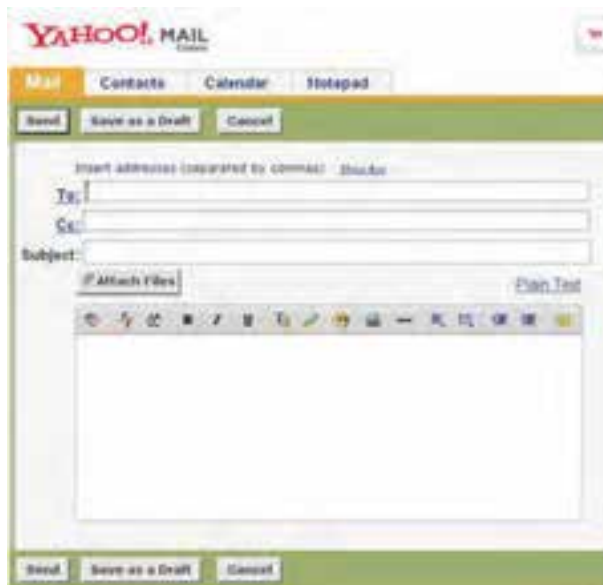 YAHOO! MAIL
Mail Contacts Calendar Notepad
Send Save as a Draft Cancel
Insert addresses (separated by commas)
To:
Cc:
Subject:
Attach Files
Plain Text
Send Save as a Draft Cancel